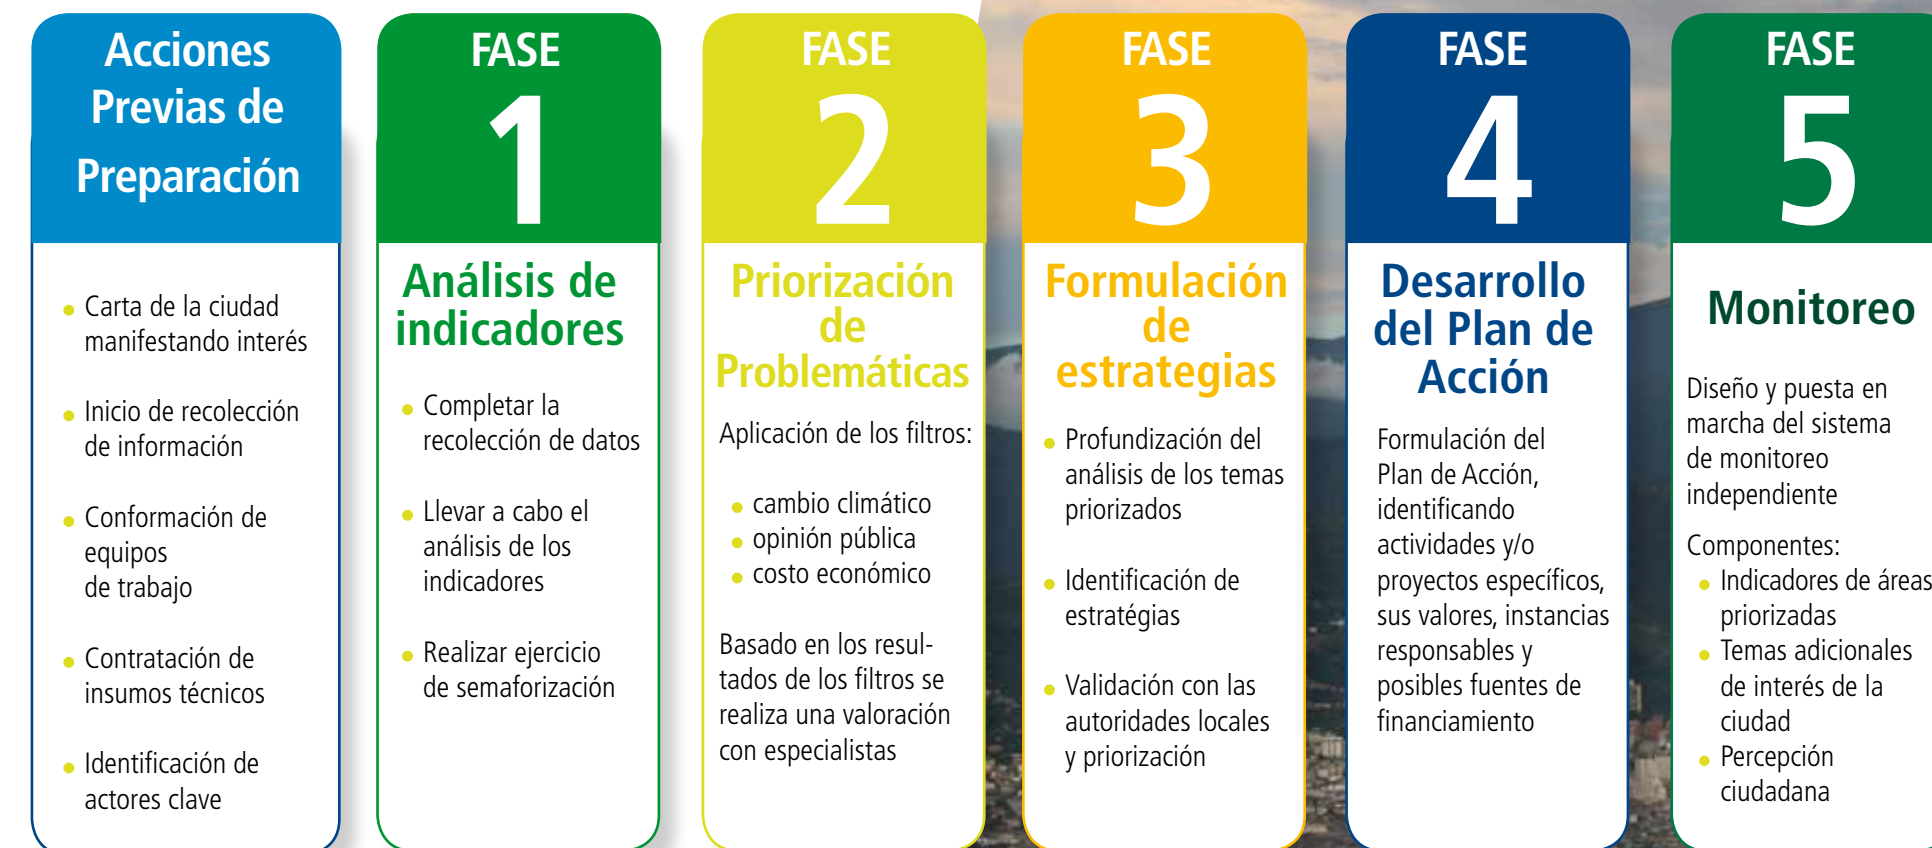 Acciones
Previas de
Preparación
Carta de la ciudad
manifestando interés
Inicio de recolección
de información
Conformación de
equipos
de trabajo
Contratación de
insumos técnicos
Identificación de
actores clave
FASE
1
Análisis de
indicadores
Completar la
recolección de datos
Llevar a cabo el
análisis de los
indicadores
Realizar ejercicio
de semaforización
FASE
2
Priorización
de
Problemáticas
Aplicación de los filtros:
cambio climático
opinión pública
costo económico
Basado en los resul-
tados de los filtros se
realiza una valoración
con especialistas
FASE
3
Formulación
de
estrategias
Profundización del
análisis de los temas
priorizados
Identificación de
estratégias
Validación con las
autoridades locales
y priorización
FASE
4
Desarrollo
del Plan de
Acción
Formulación del
Plan de Acción,
identificando
actividades y/o
proyectos específicos,
sus valores, instancias
responsables y
posibles fuentes de
financiamiento
FASE
5
Monitoreo
Diseño y puesta en
marcha del sistema
de monitoreo
independiente
Componentes:
Indicadores de áreas
priorizadas
Temas adicionales
de interés de la
ciudad
Percepción
ciudadana